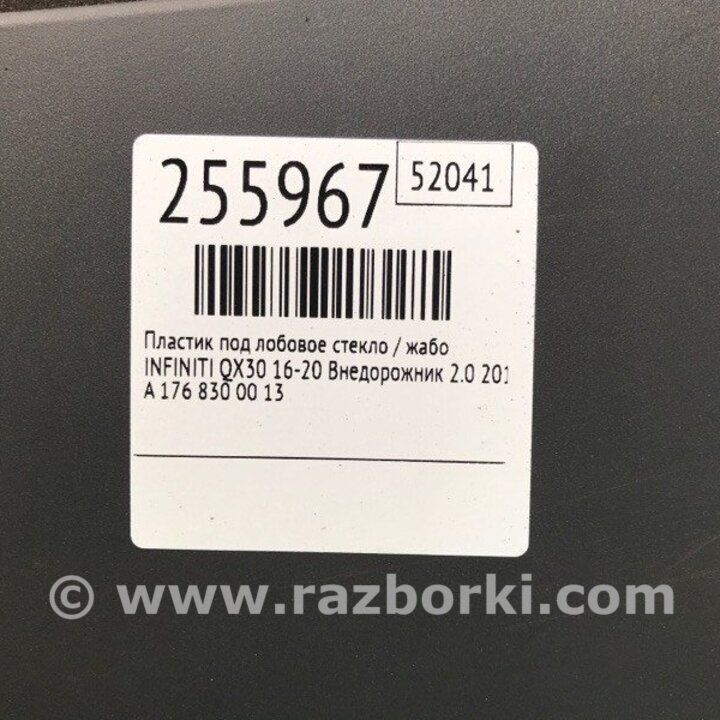 255967
52041
Пластик под лобовое стекло / жабо
INFINITI QX30 16-20 Внедорожник 2.0 201
A 176 830 00 13
© www.razborki.com